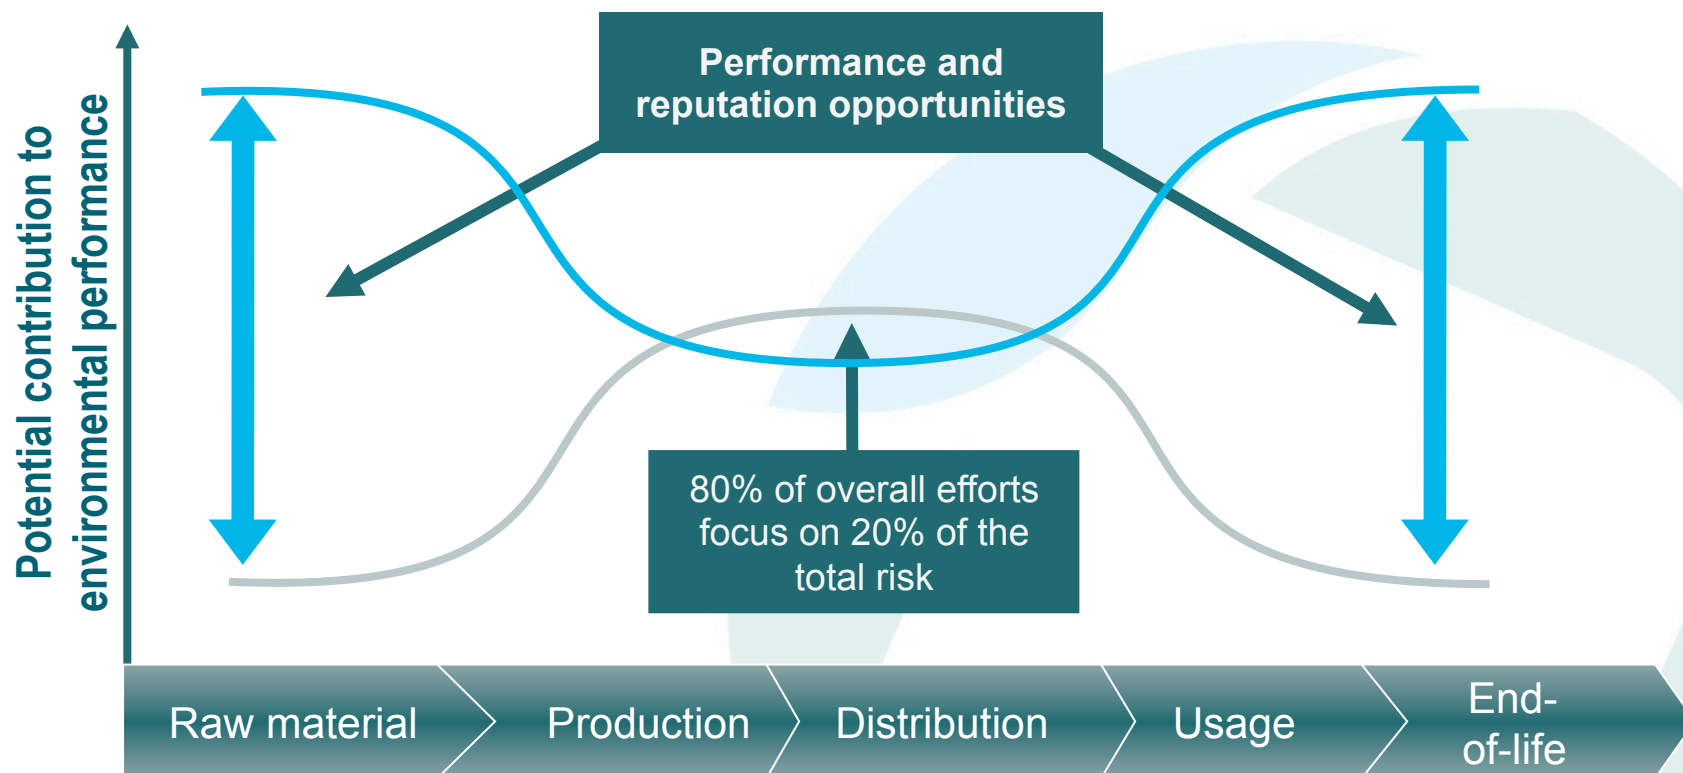 Performance and
reputation opportunities
Potential contribution to
environmental performance
80% of overall efforts
focus on 20% of the
total risk
Raw material
Production
Distribution
Usage
End-
of-life